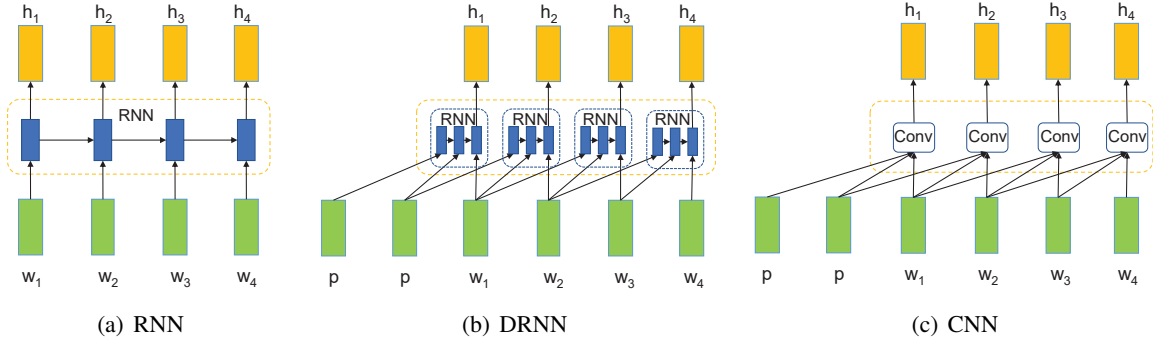 h1 h2 h3 h4
RNN
w1 w2 w3 w4
(a) RNN
h1 h2 h3 h4
RNN RNN RNN RNN
p p w1 w2 w3 w4
(b) DRNN
h1 h2 h3 h4
Conv Conv Conv Conv
p p w1 w2 w3 w4
(c) CNN